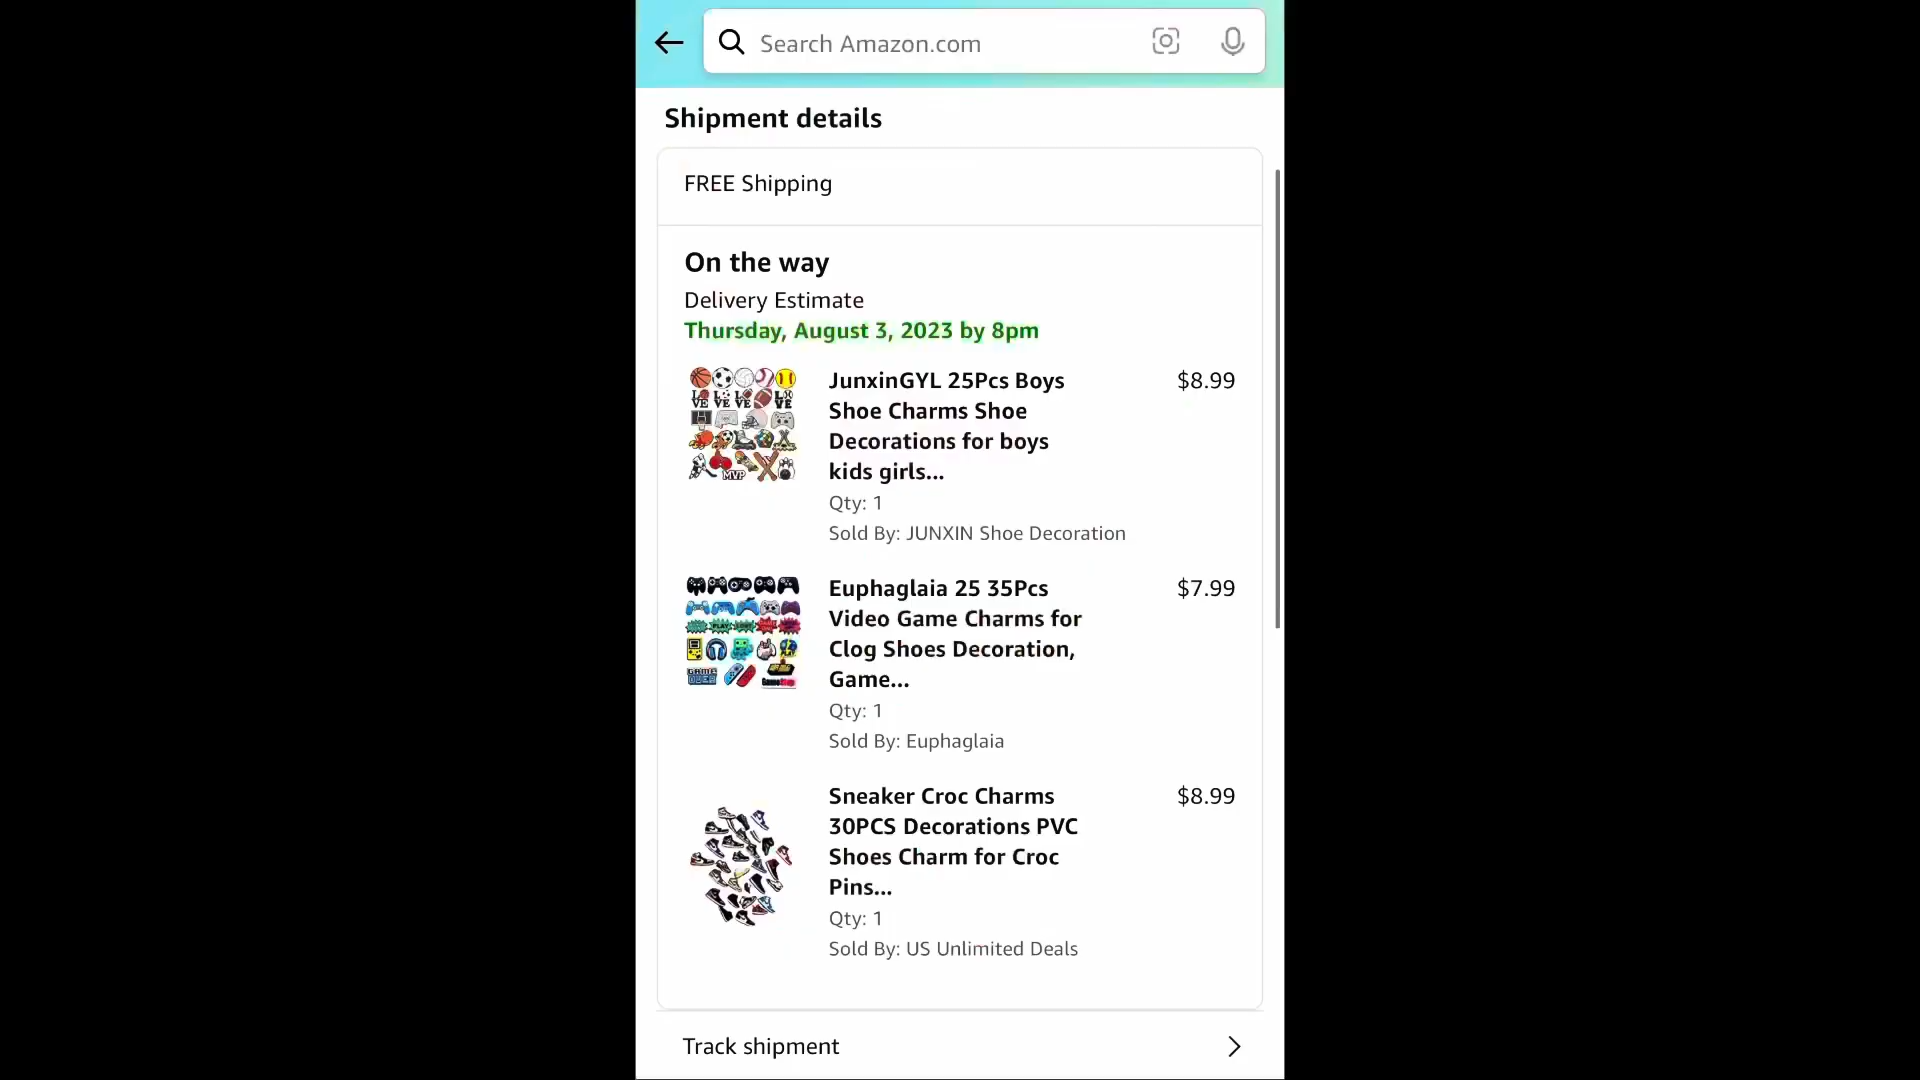 Search Amazon.com
Shipment details
FREE Shipping
On the way
Delivery Estimate
Thursday, August 3, 2023 by 8pm
JunxinGYL 25Pcs Boys
Shoe Charms Shoe
Decorations for boys
kids girls...
$8.99
Qty: 1
Sold By: JUNXIN Shoe Decoration
MVP
Euphaglaia 25 35Pcs
Video Game Charms for
Clog Shoes Decoration,
Game...
$7.99
Qty: 1
Sold By: Euphaglaia
Sneaker Croc Charms
30PCS Decorations PVC
Shoes Charm for Croc
Pins...
$8.99
Qty: 1
Sold By: US Unlimited Deals
Track shipment